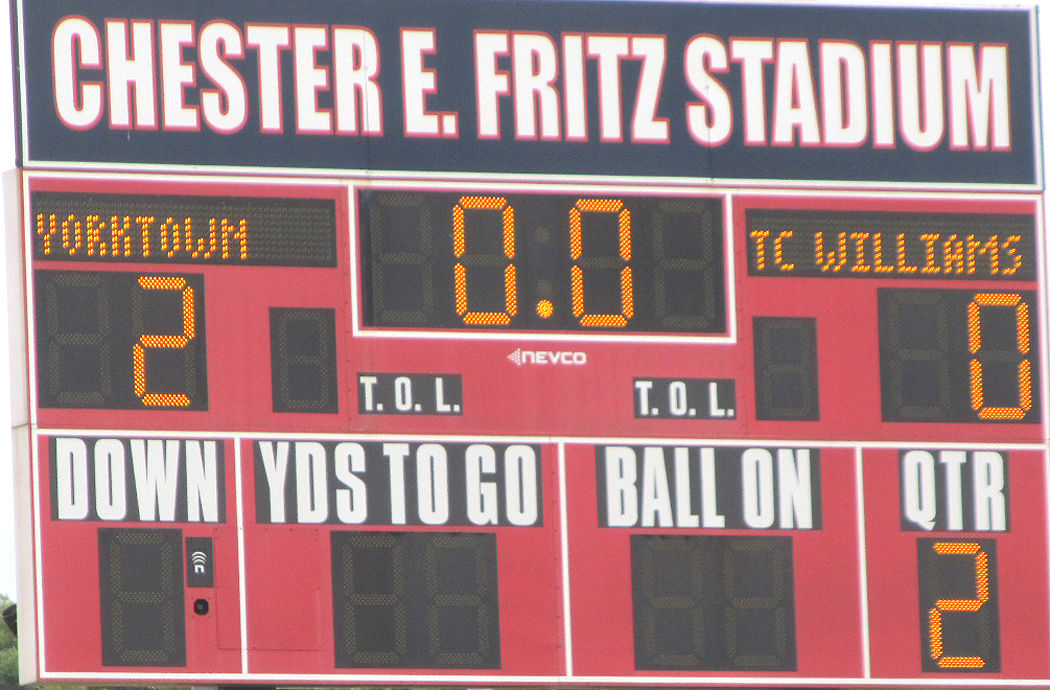 CHESTER E. FRITZ STADIUM
YORKTOWN 0.0 TC WILLIAMS
2 0
NEVCO
T. O. L. T. O. L.
DOWN YDS TO GO BALL ON QTR
2